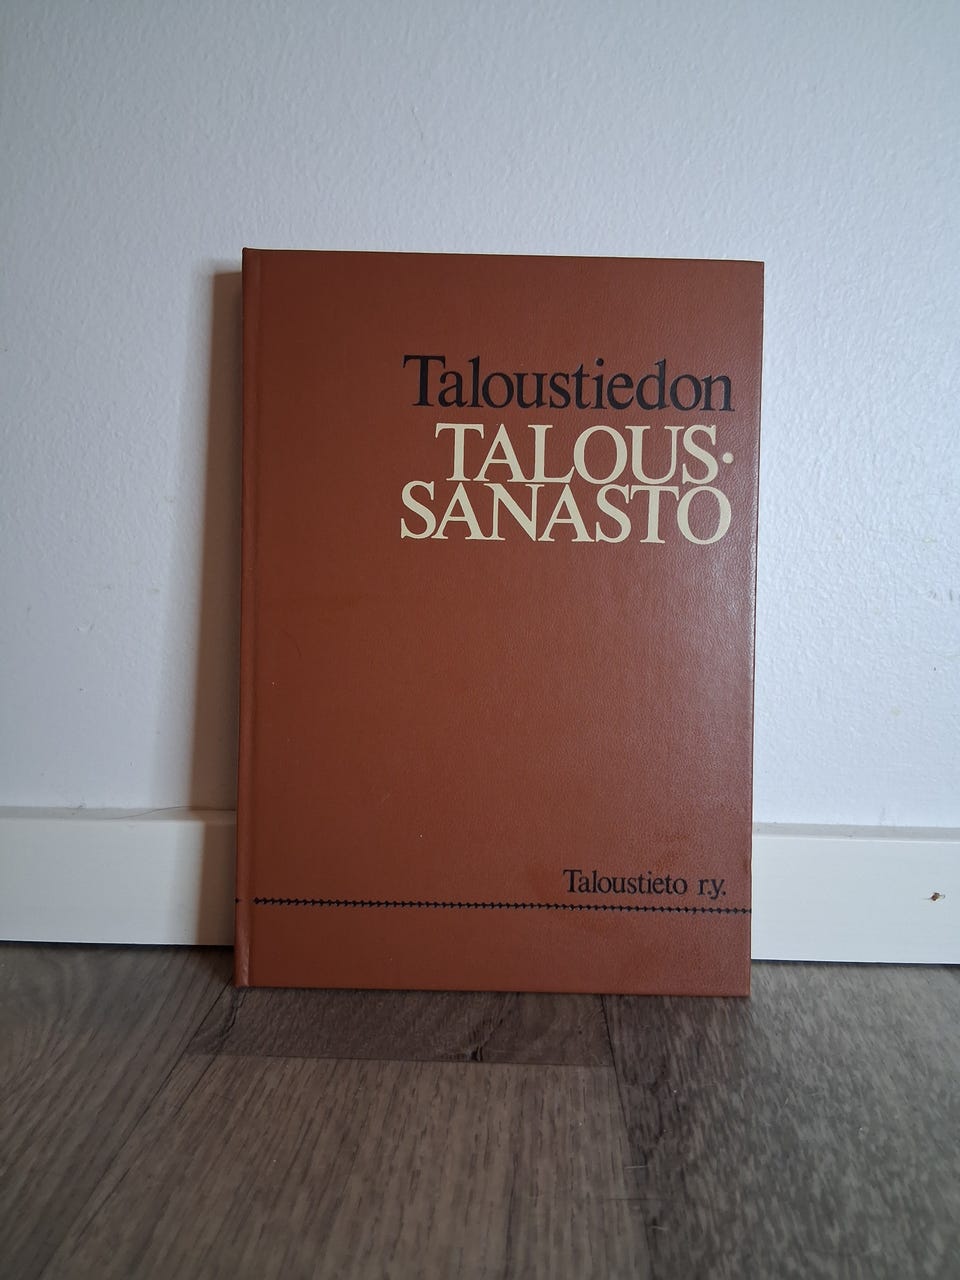 Taloustiedon
TALOUS-
SANASTO
Taloustieto r.y.